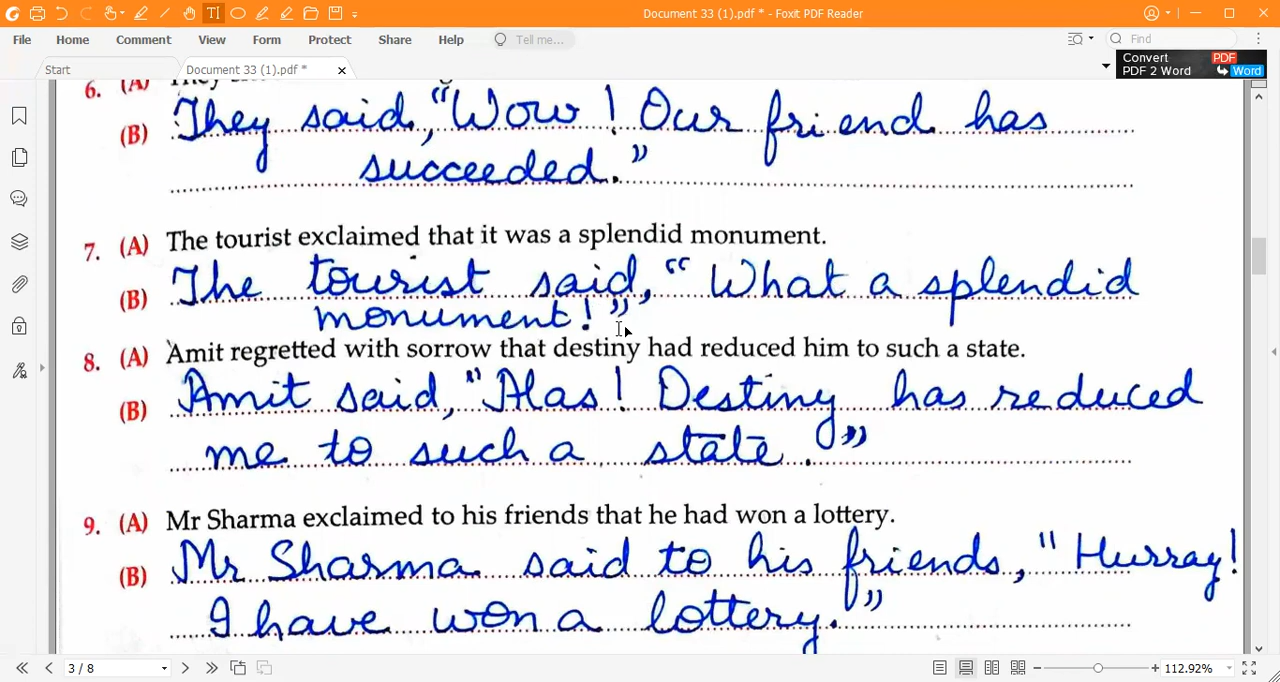 Document 33 (1).pdf * - Foxit PDF Reader
File Home Comment View Form Protect Share Help Tell me... Find
Start Document 33 (1).pdf * Convert PDF
PDF 2 Word Word
6. (A) They
(B) They said, "Wow! Our friend has
succeeded."
7. (A) The tourist exclaimed that it was a splendid monument.
(B) The tourist said, "What a splendid
monument!"
8. (A) Amit regretted with sorrow that destiny had reduced him to such a state.
(B) Amit said, "Alas! Destiny has reduced
me to such a state."
9. (A) Mr Sharma exclaimed to his friends that he had won a lottery.
(B) Mr Sharma said to his friends, "Hurray!
I have won a lottery."
3 / 8 112.92%